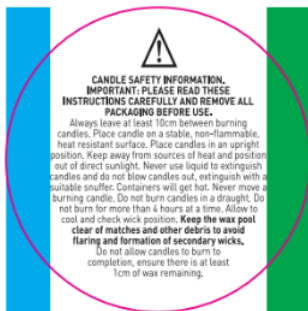 CANDLE SAFETY INFORMATION.
IMPORTANT: PLEASE READ THESE
INSTRUCTIONS CAREFULLY AND REMOVE ALL
PACKAGING BEFORE USE.
Always leave at least 10cm between burning
candles. Place candle on a stable, non-flammable,
heat resistant surface. Place candles in an upright
position. Keep away from sources of heat and position
out of direct sunlight. Never use liquid to extinguish
candles and do not blow candles out, extinguish with a
suitable snuffer. Containers will get hot. Never move a
burning candle. Do not burn candles in a draught. Do
not burn for more than 4 hours at a time. Allow to
cool and check wick position. Keep the wax pool
clear of matches and other debris to avoid
flaring and formation of secondary wicks.
Do not allow candles to burn to
completion, ensure there is at least
1cm of wax remaining.